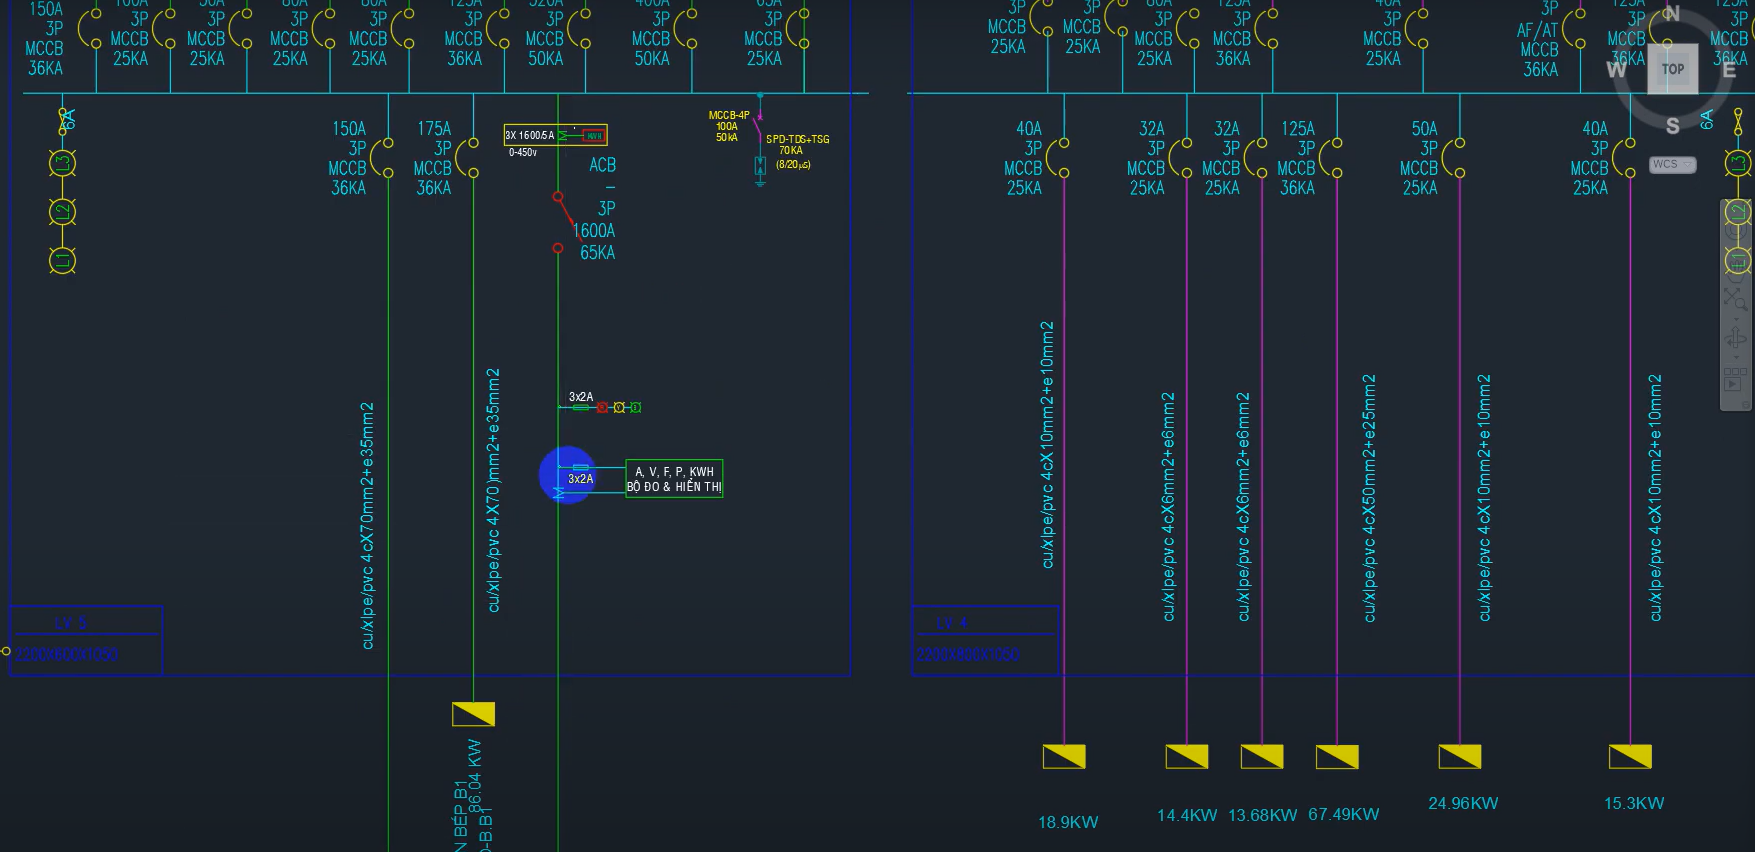 150A
3P
MCCB
36KA
3P
MCCB
25KA
3P
MCCB
25KA
3P
MCCB
25KA
3P
MCCB
25KA
3P
MCCB
36KA
3P
MCCB
50KA
3P
MCCB
50KA
3P
MCCB
25KA
3P
MCCB
25KA
MCCB
25KA
3P
MCCB
25KA
3P
MCCB
36KA
3P
MCCB
25KA
3P
AF/AT
MCCB
36KA
3P
MCCB
36KA
3P
MCCB
36KA
N
W
TOP
E
S
WCS
6A
L3
L2
L1
150A
3P
MCCB
36KA
175A
3P
MCCB
36KA
3X 1600/5A
0-450v
ACB
–
3P
1600A
65KA
MCCB-4P
100A
50kA
SPD-TDS+TSG
70KA
(8/20µs)
40A
3P
MCCB
25KA
32A
3P
MCCB
25KA
32A
3P
MCCB
25KA
125A
3P
MCCB
36KA
50A
3P
MCCB
25KA
40A
3P
MCCB
25KA
6A
L3
L2
L1
cu/xlpe/pvc 4cX70mm2+e35mm2
cu/xlpe/pvc 4X70)mm2+e35mm2
3x2A
3x2A
A, V, F, P, KWH
BỘ ĐO & HIỂN THỊ
cu/xlpe/pvc 4cX10mm2+e10mm2
cu/xlpe/pvc 4cX6mm2+e6mm2
cu/xlpe/pvc 4cX6mm2+e6mm2
cu/xlpe/pvc 4cX50mm2+e25mm2
cu/xlpe/pvc 4cX10mm2+e10mm2
cu/xlpe/pvc 4cX10mm2+e10mm2
LV 5
2200X800X1050
LV 4
2200X800X1050
N BẾP B1
86.04 KW
-B.B1
18.9KW
14.4KW
13.68KW
67.49KW
24.96KW
15.3KW